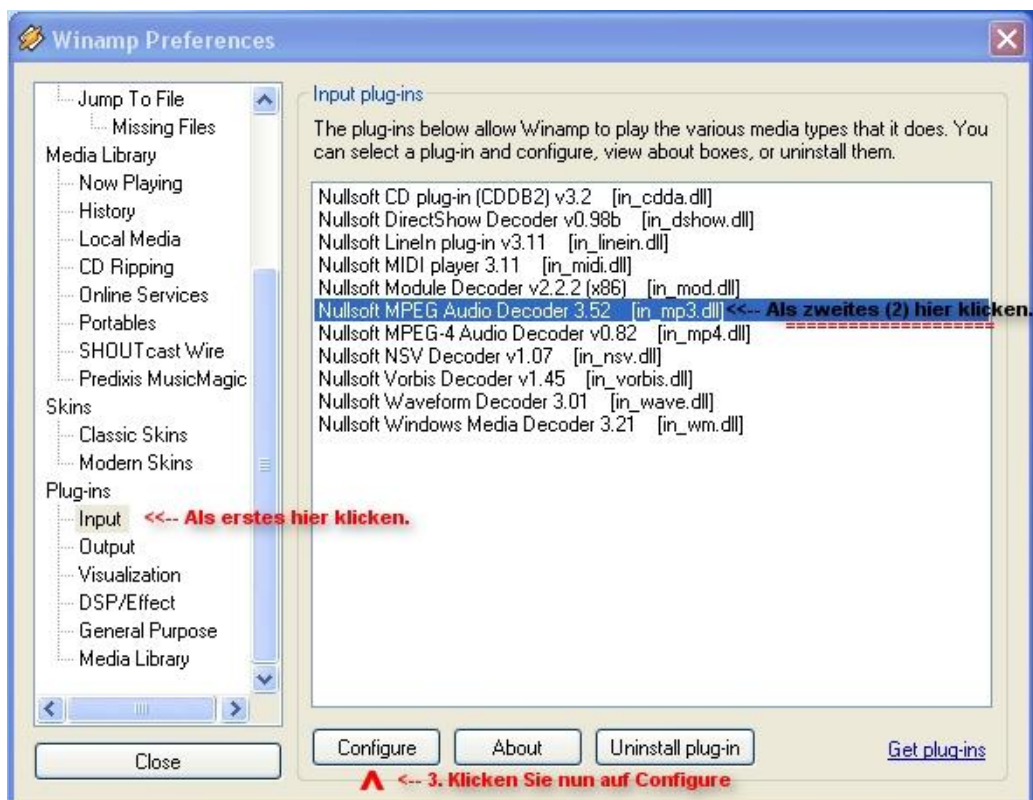 Winamp Preferences
Jump To File
Missing Files
Media Library
Now Playing
History
Local Media
CD Ripping
Online Services
Portables
SHOUTcast Wire
Predixis MusicMagic
Skins
Classic Skins
Modern Skins
Plug-ins
Input <<-- Als erstes hier klicken.
Output
Visualization
DSP/Effect
General Purpose
Media Library
Close
Input plug-ins
The plug-ins below allow Winamp to play the various media types that it does. You
can select a plug-in and configure, view about boxes, or uninstall them.
Nullsoft CD plug-in (CDDB2) v3.2 [in_cdda.dll]
Nullsoft DirectShow Decoder v0.98b [in_dshow.dll]
Nullsoft LineIn plug-in v3.11 [in_linein.dll]
Nullsoft MIDI player 3.11 [in_midi.dll]
Nullsoft Module Decoder v2.2.2 (x86) [in_mod.dll]
Nullsoft MPEG Audio Decoder 3.52 [in_mp3.dll]<<-- Als zweites (2) hier klicken.
====================
Nullsoft MPEG-4 Audio Decoder v0.82 [in_mp4.dll]
Nullsoft NSV Decoder v1.07 [in_nsv.dll]
Nullsoft Vorbis Decoder v1.45 [in_vorbis.dll]
Nullsoft Waveform Decoder 3.01 [in_wave.dll]
Nullsoft Windows Media Decoder 3.21 [in_wm.dll]
Configure About Uninstall plug-in Get plug-ins
^ <-- 3. Klicken Sie nun auf Configure